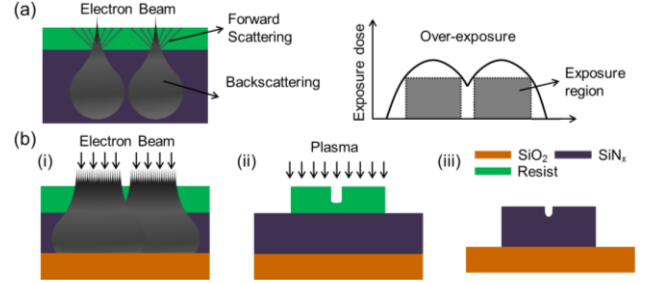 (a)
Electron Beam
Forward
Scattering
Backscattering
Over-exposure
Exposure dose
Exposure
region
(b)
Electron Beam
(i)
Plasma
(ii)
(iii)
SiO₂
SiNₓ
Resist